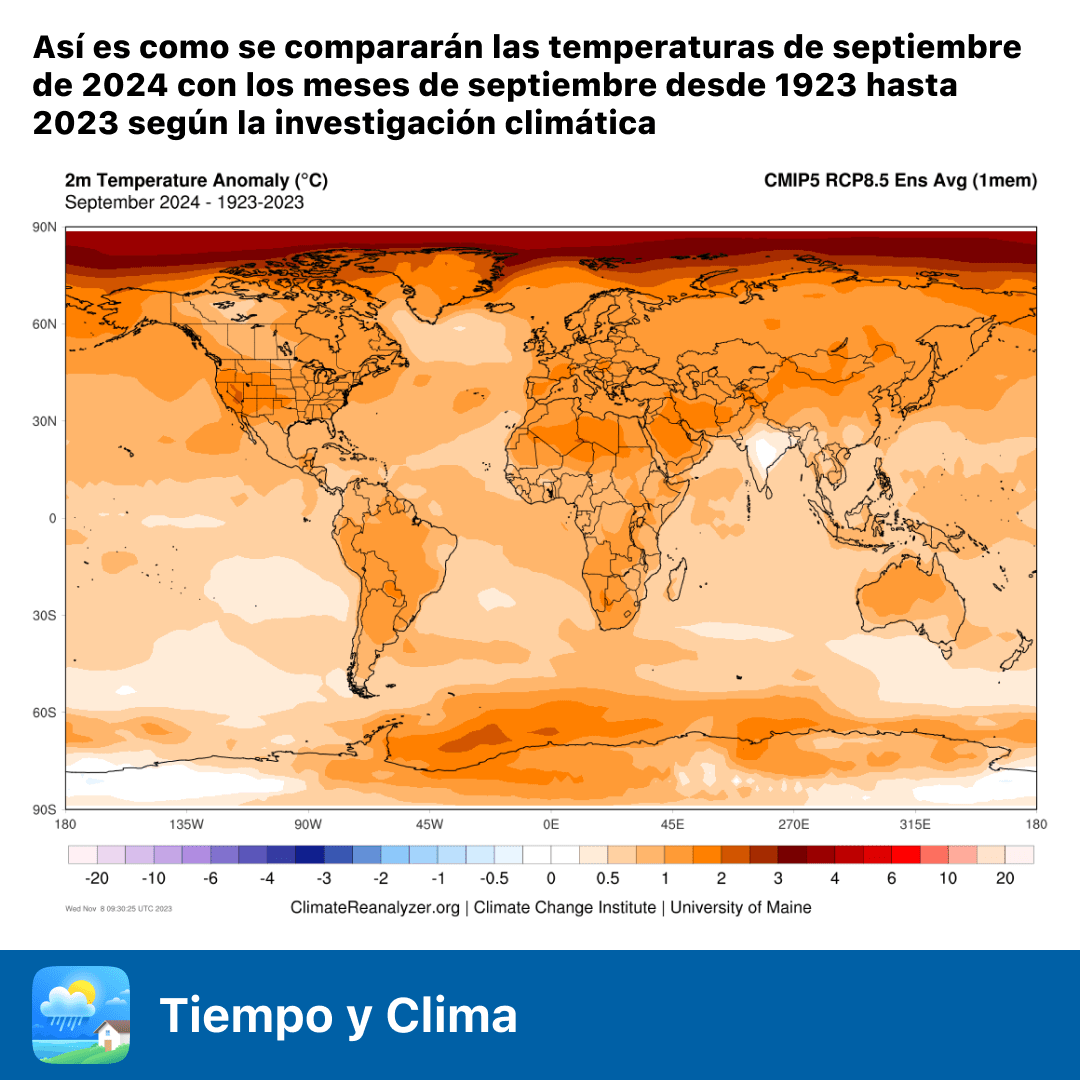 Así es como se compararán las temperaturas de septiembre
de 2024 con los meses de septiembre desde 1923 hasta
2023 según la investigación climática
2m Temperature Anomaly (°C)
CMIP5 RCP8.5 Ens Avg (1mem)
September 2024 - 1923-2023
90N
60N
30N
0
30S
60S
90S
180 135W 90W 45W 0E 45E 270E 315E 180
-20 -10 -6 -4 -3 -2 -1 -0.5 0 0.5 1 2 3 4 6 10 20
Wed Nov 8 09:30:25 UTC 2023
ClimateReanalyzer.org | Climate Change Institute | University of Maine
Tiempo y Clima